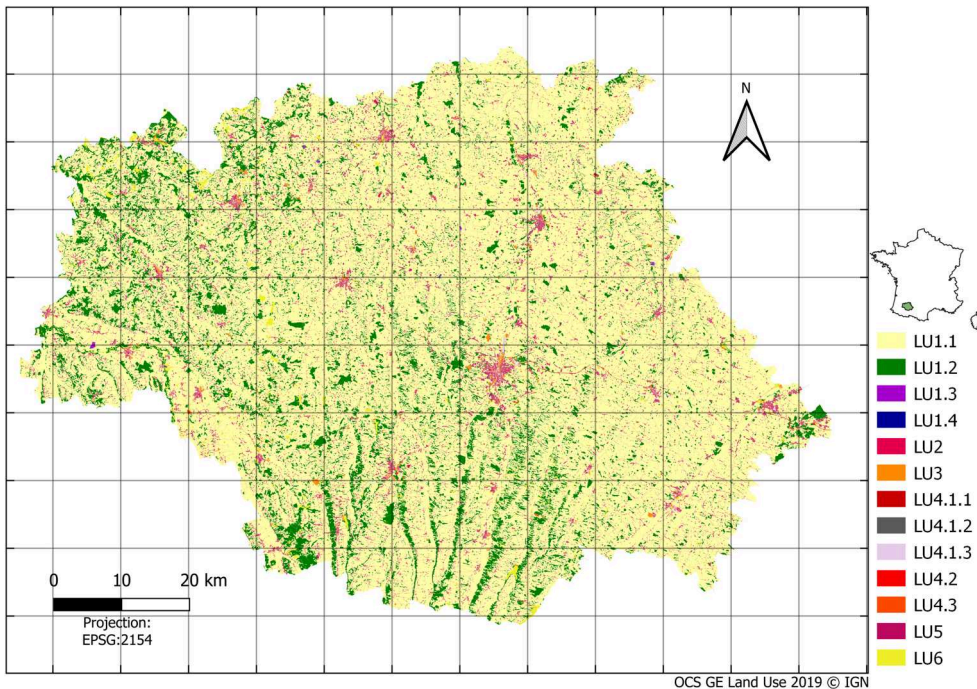 N
0 10 20 km
Projection:
EPSG:2154
LU1.1
LU1.2
LU1.3
LU1.4
LU2
LU3
LU4.1.1
LU4.1.2
LU4.1.3
LU4.2
LU4.3
LU5
LU6
OCS GE Land Use 2019 © IGN